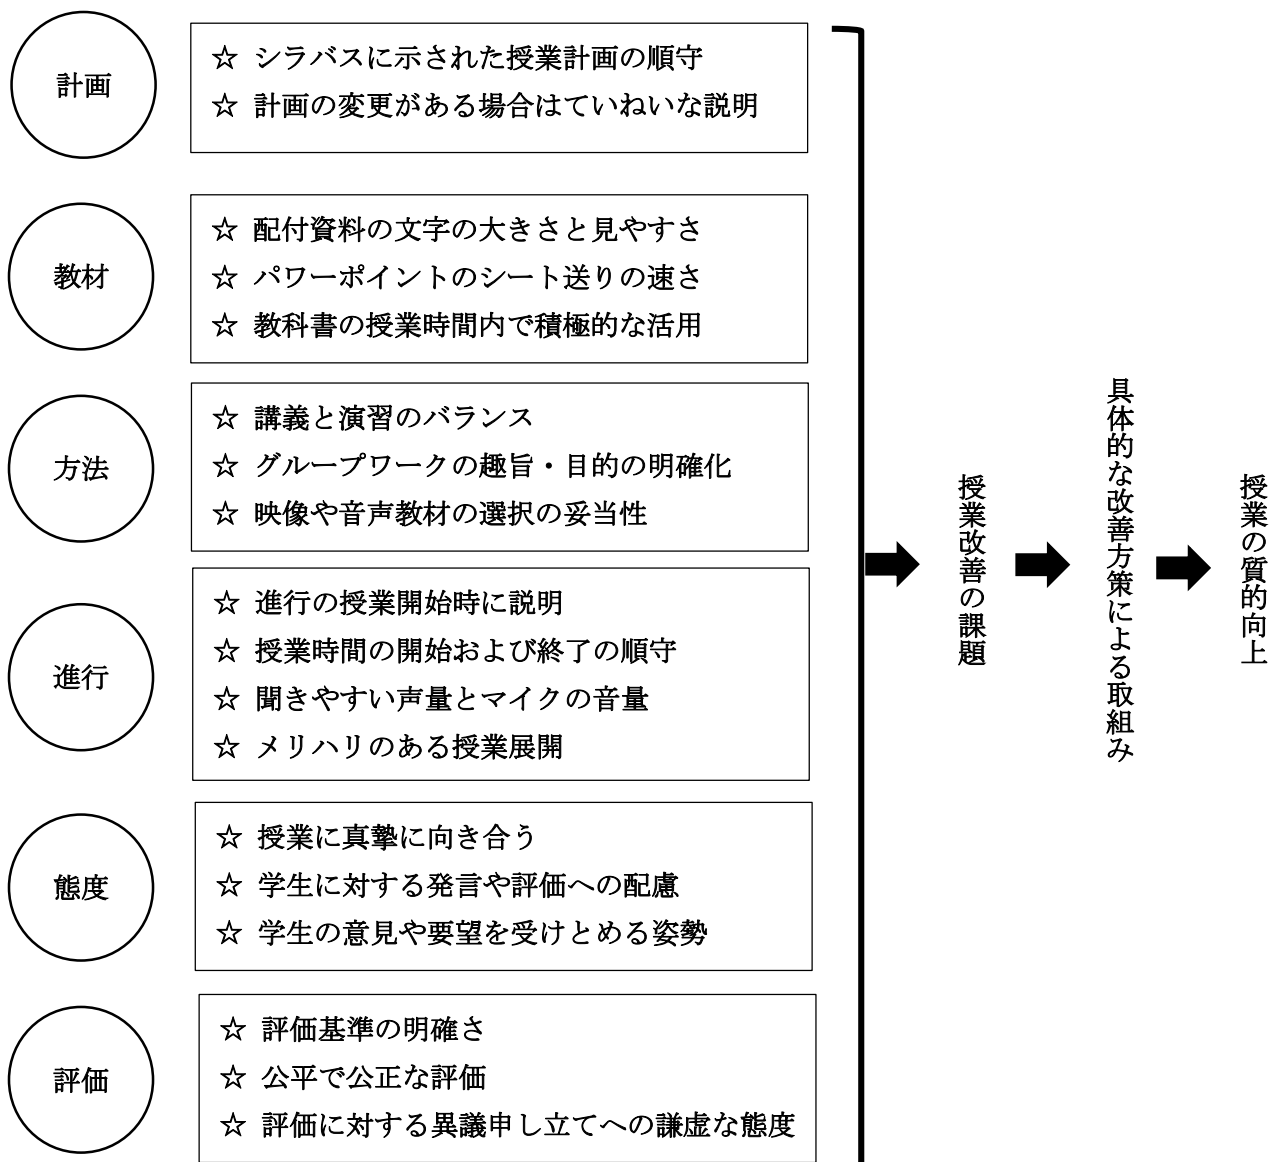 計画
☆ シラバスに示された授業計画の順守
☆ 計画の変更がある場合はていねいな説明
教材
☆ 配付資料の文字の大きさと見やすさ
☆ パワーポイントのシート送りの速さ
☆ 教科書の授業時間内で積極的な活用
方法
☆ 講義と演習のバランス
☆ グループワークの趣旨・目的の明確化
☆ 映像や音声教材の選択の妥当性
進行
☆ 進行の授業開始時に説明
☆ 授業時間の開始および終了の順守
☆ 聞きやすい声量とマイクの音量
☆ メリハリのある授業展開
態度
☆ 授業に真摯に向き合う
☆ 学生に対する発言や評価への配慮
☆ 学生の意見や要望を受けとめる姿勢
評価
☆ 評価基準の明確さ
☆ 公平で公正な評価
☆ 評価に対する異議申し立てへの謙虚な態度
授業改善の課題
具体的な改善方策による取組み
授業の質的向上